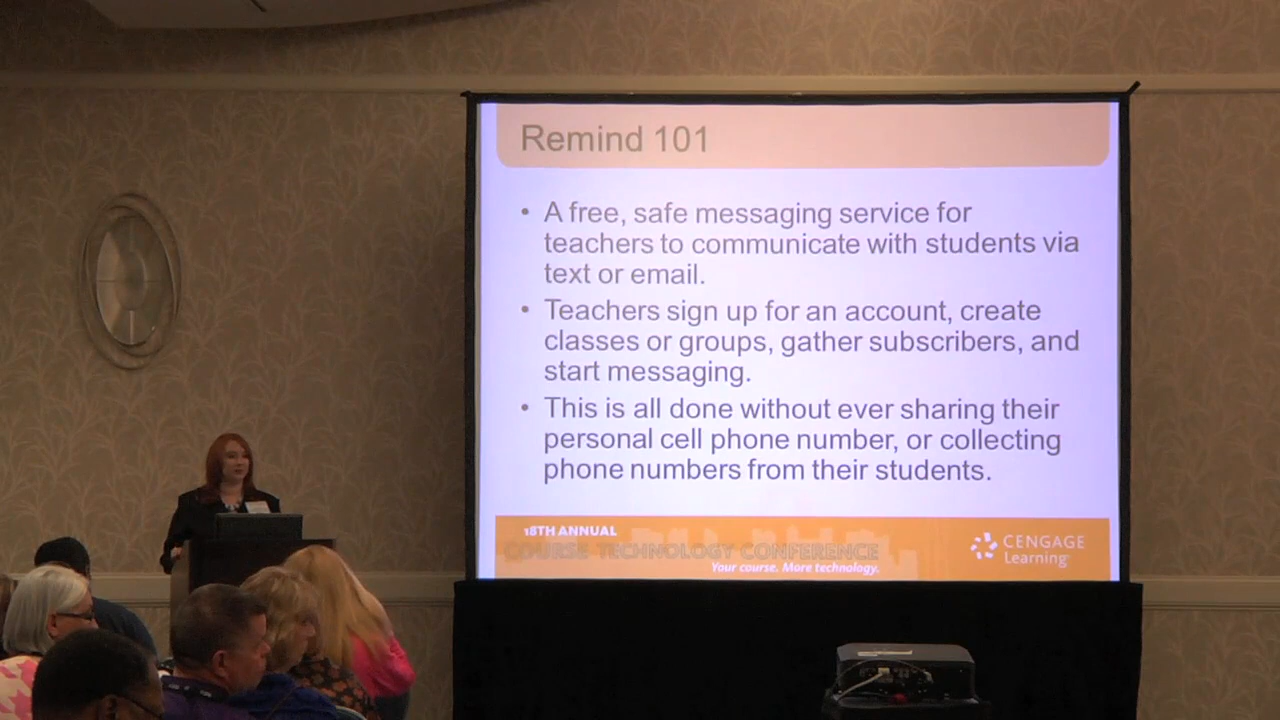 Remind 101
• A free, safe messaging service for
teachers to communicate with students via
text or email.
• Teachers sign up for an account, create
classes or groups, gather subscribers, and
start messaging.
• This is all done without ever sharing their
personal cell phone number, or collecting
phone numbers from their students.
18TH ANNUAL
COURSE TECHNOLOGY CONFERENCE
Your course. More technology.
CENGAGE
Learning